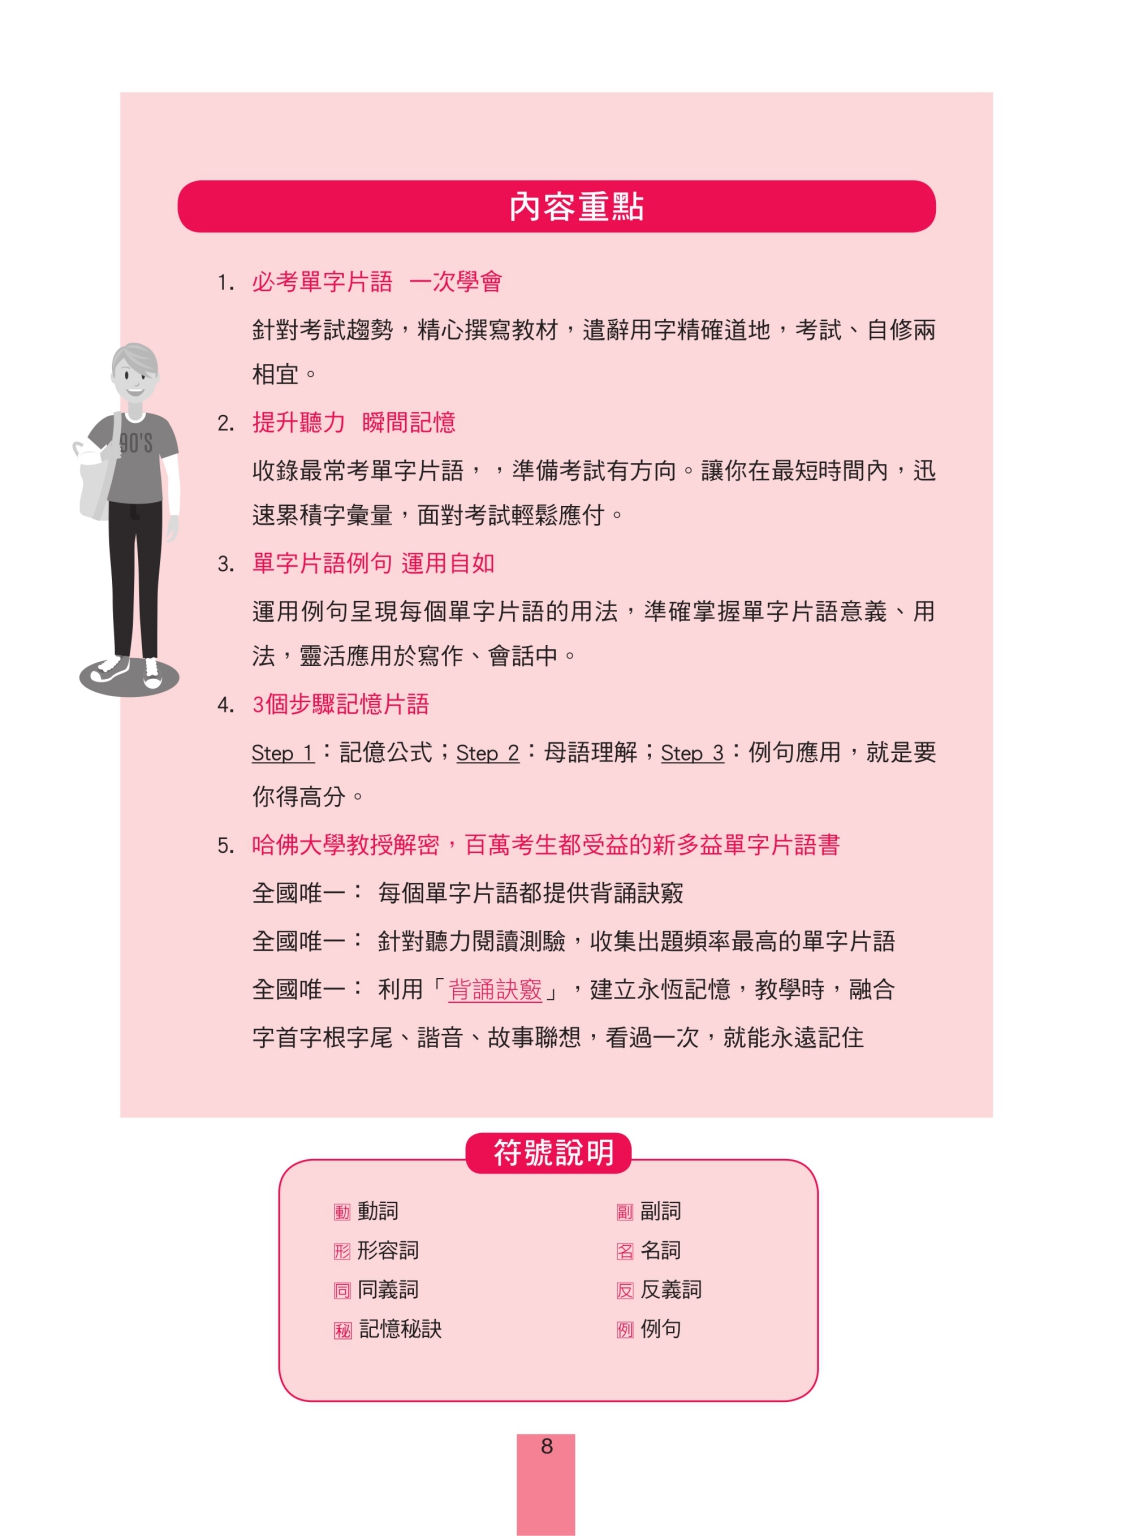 內容重點
1. 必考單字片語 一次學會
針對考試趨勢，精心撰寫教材，遣辭用字精確道地，考試、自修兩
相宜。
90'S
2. 提升聽力 瞬間記憶
收錄最常考單字片語，，準備考試有方向。讓你在最短時間內，迅
速累積字彙量，面對考試輕鬆應付。
3. 單字片語例句 運用自如
運用例句呈現每個單字片語的用法，準確掌握單字片語意義、用
法，靈活應用於寫作、會話中。
4. 3個步驟記憶片語
Step 1：記億公式；Step 2：母語理解；Step 3：例句應用，就是要
你得高分。
5. 哈佛大學教授解密，百萬考生都受益的新多益單字片語書
全國唯一： 每個單字片語都提供背誦訣竅
全國唯一： 針對聽力閱讀測驗，收集出題頻率最高的單字片語
全國唯一： 利用「背誦訣竅」，建立永恆記憶，教學時，融合
字首字根字尾、諧音、故事聯想，看過一次，就能永遠記住
符號說明
動 動詞 副 副詞
形 形容詞 名 名詞
同 同義詞 反 反義詞
秘 記憶秘訣 例 例句
8